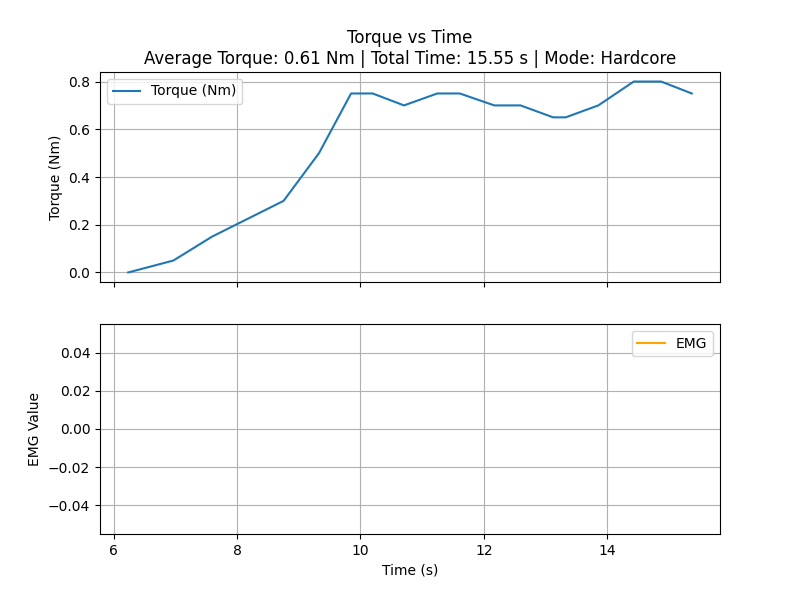 Torque vs Time
Average Torque: 0.61 Nm | Total Time: 15.55 s | Mode: Hardcore
Torque (Nm)
0.8
0.6
0.4
0.2
0.0
Torque (Nm)
EMG
0.04
0.02
0.00
−0.02
−0.04
EMG Value
6
8
10
12
14
Time (s)